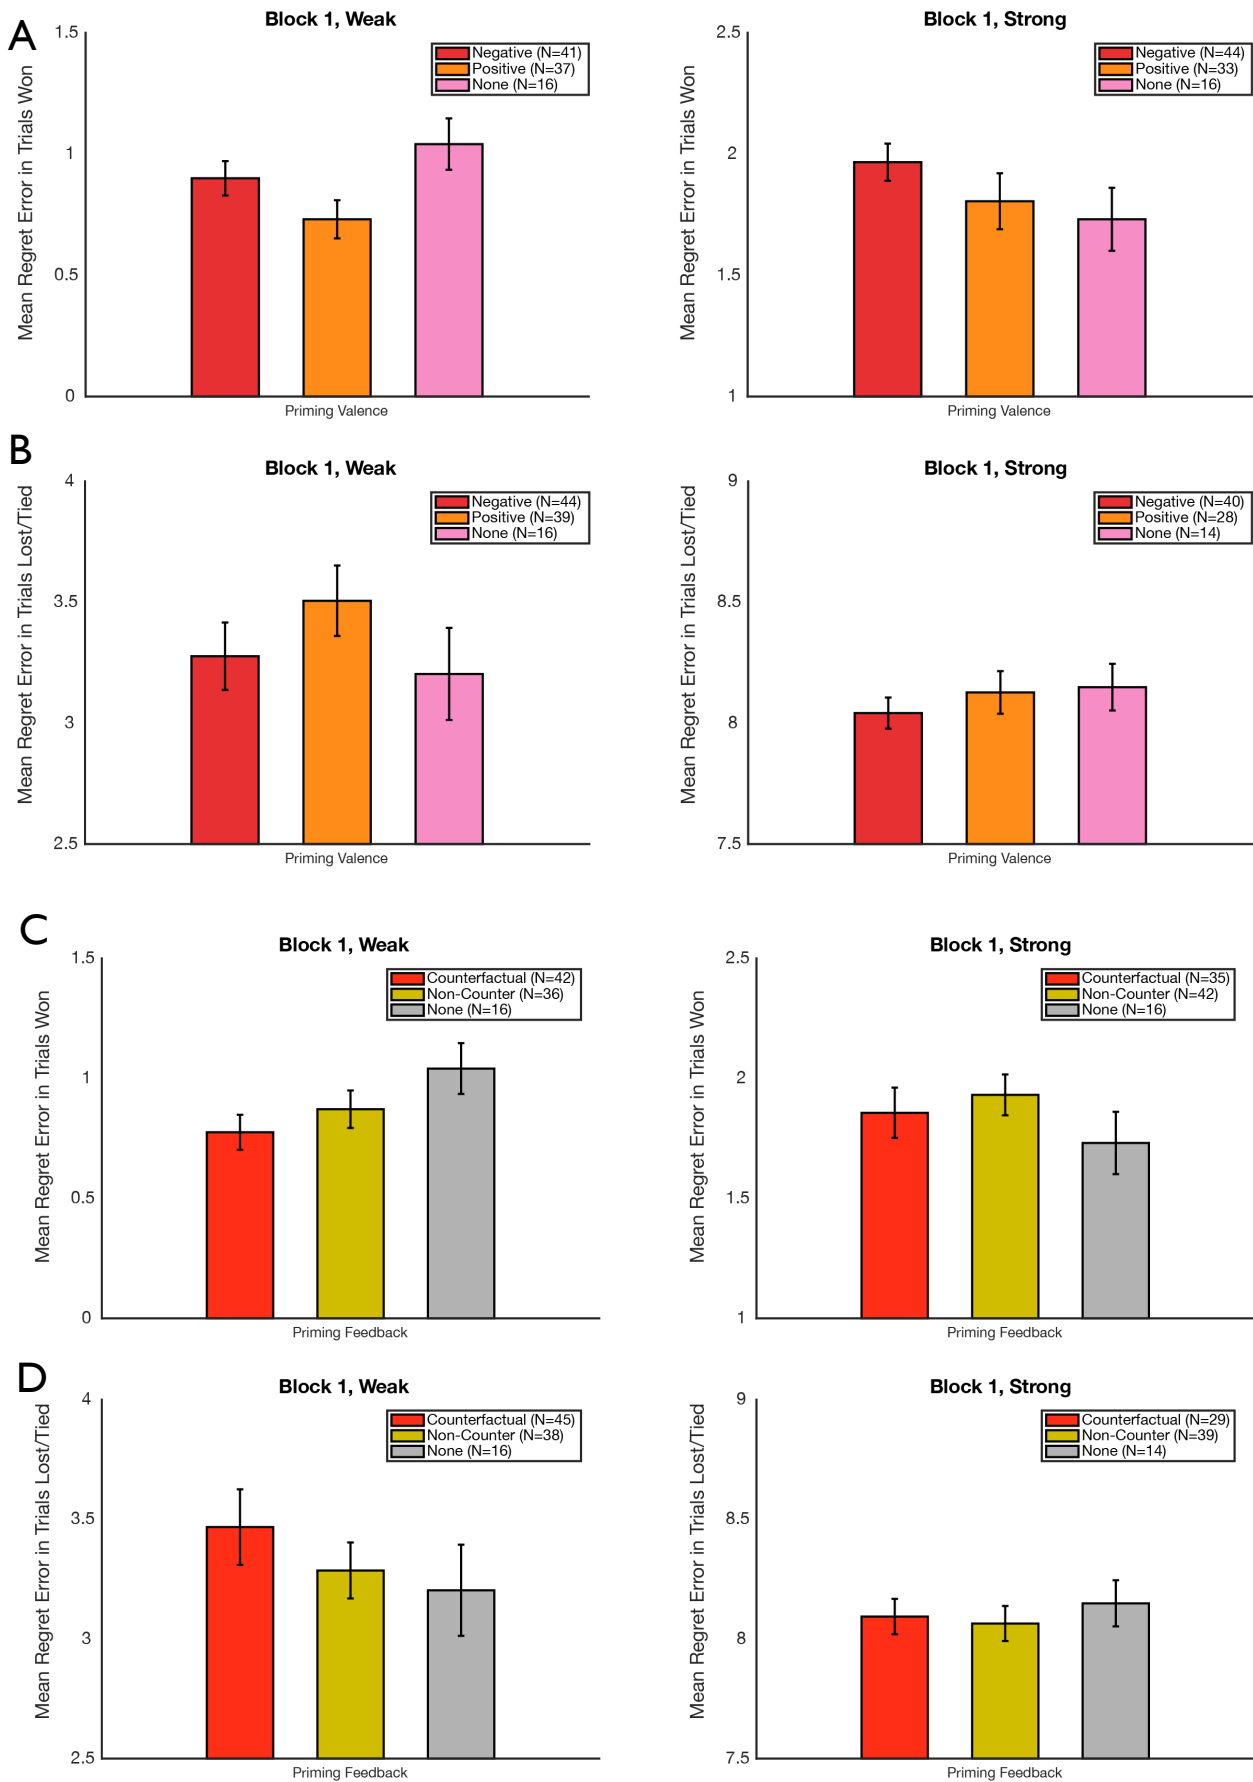 A
Block 1, Weak
Mean Regret Error in Trials Won
1.5
1
0.5
0
Negative (N=41)
Positive (N=37)
None (N=16)
Priming Valence
Block 1, Strong
Mean Regret Error in Trials Won
2.5
2
1.5
1
Negative (N=44)
Positive (N=33)
None (N=16)
Priming Valence
B
Block 1, Weak
Mean Regret Error in Trials Lost/Tied
4
3.5
3
2.5
Negative (N=44)
Positive (N=39)
None (N=16)
Priming Valence
Block 1, Strong
Mean Regret Error in Trials Lost/Tied
9
8.5
8
7.5
Negative (N=40)
Positive (N=28)
None (N=14)
Priming Valence
C
Block 1, Weak
Mean Regret Error in Trials Won
1.5
1
0.5
0
Counterfactual (N=42)
Non-Counter (N=36)
None (N=16)
Priming Feedback
Block 1, Strong
Mean Regret Error in Trials Won
2.5
2
1.5
1
Counterfactual (N=35)
Non-Counter (N=42)
None (N=16)
Priming Feedback
D
Block 1, Weak
Mean Regret Error in Trials Lost/Tied
4
3.5
3
2.5
Counterfactual (N=45)
Non-Counter (N=38)
None (N=16)
Priming Feedback
Block 1, Strong
Mean Regret Error in Trials Lost/Tied
9
8.5
8
7.5
Counterfactual (N=29)
Non-Counter (N=39)
None (N=14)
Priming Feedback